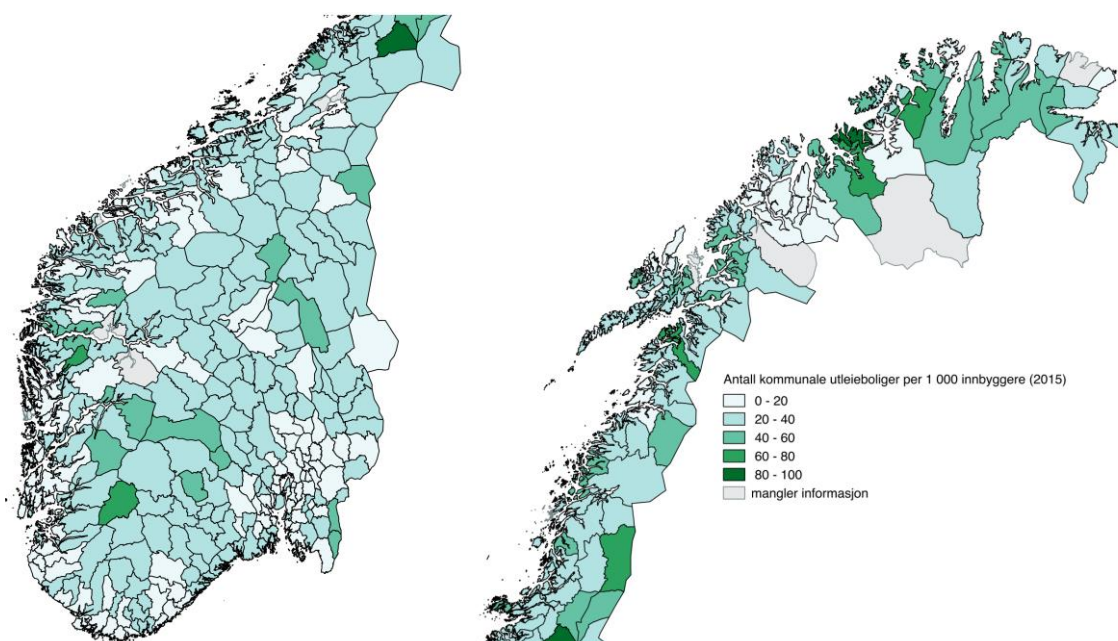 Antall kommunale utleieboliger per 1 000 innbyggere (2015)
0 - 20
20 - 40
40 - 60
60 - 80
80 - 100
mangler informasjon